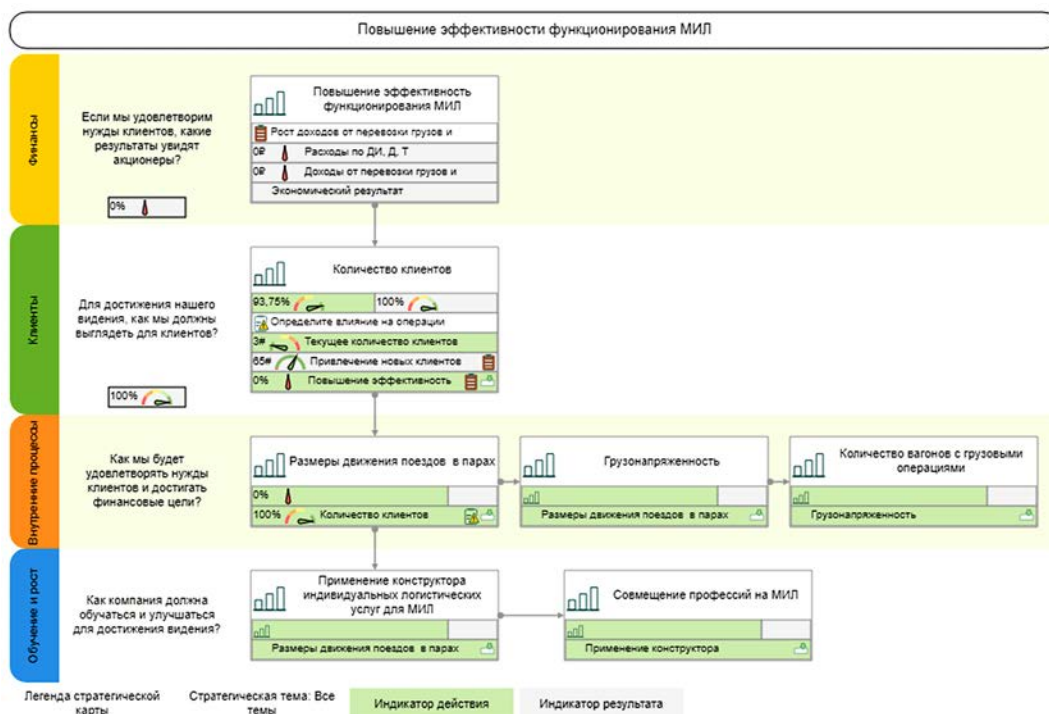 Повышение эффективности функционирования МИЛ
Финансы
Если мы удовлетворим
нужды клиентов, какие
результаты увидят
акционеры?
0%
Повышение эффективность
функционирования МИЛ
Рост доходов от перевозки грузов и
0₽ Расходы по ДИ, Д, Т
0₽ Доходы от перевозки грузов и
Экономический результат
Клиенты
Для достижения нашего
видения, как мы должны
выглядеть для клиентов?
100%
Количество клиентов
93,75% 100%
Определите влияние на операции
3# Текущее количество клиентов
65# Привлечение новых клиентов
0% Повышение эффективность
Внутренние процессы
Как мы будет
удовлетворять нужды
клиентов и достигать
финансовые цели?
Размеры движения поездов в парах
0%
100% Количество клиентов
Грузонапряженность
Размеры движения поездов в парах
Количество вагонов с грузовыми
операциями
Грузонапряженность
Обучение и рост
Как компания должна
обучаться и улучшаться
для достижения видения?
Применение конструктора
индивидуальных логистических
услуг для МИЛ
Размеры движения поездов в парах
Совмещение профессий на МИЛ
Применение конструктора
Легенда стратегической
карты
Стратегическая тема: Все
темы
Индикатор действия
Индикатор результата